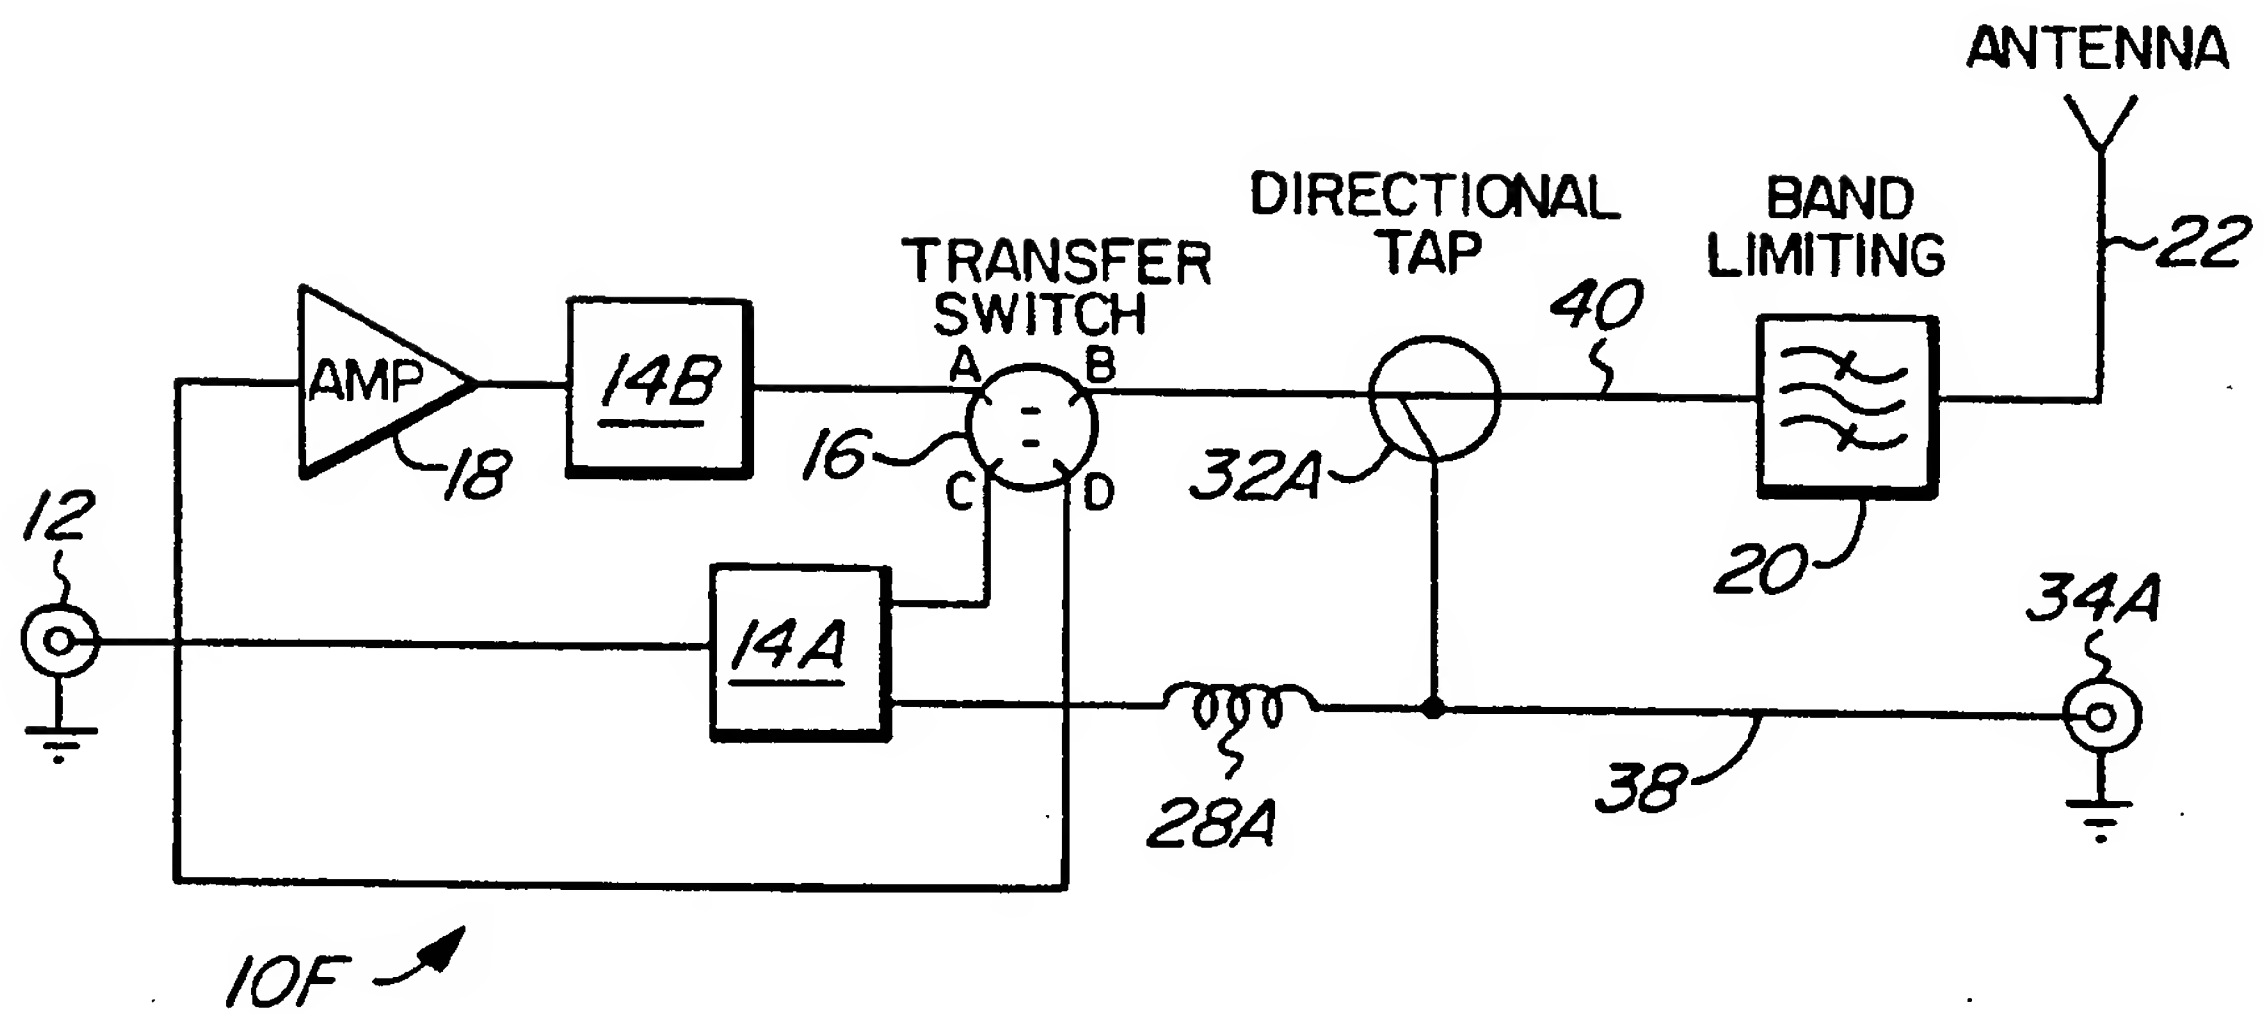 ANTENNA
DIRECTIONAL
TAP
BAND
LIMITING
22
TRANSFER
SWITCH
40
A
B
AMP
14B
16
18
C
D
32A
12
20
34A
14A
28A
38
10F